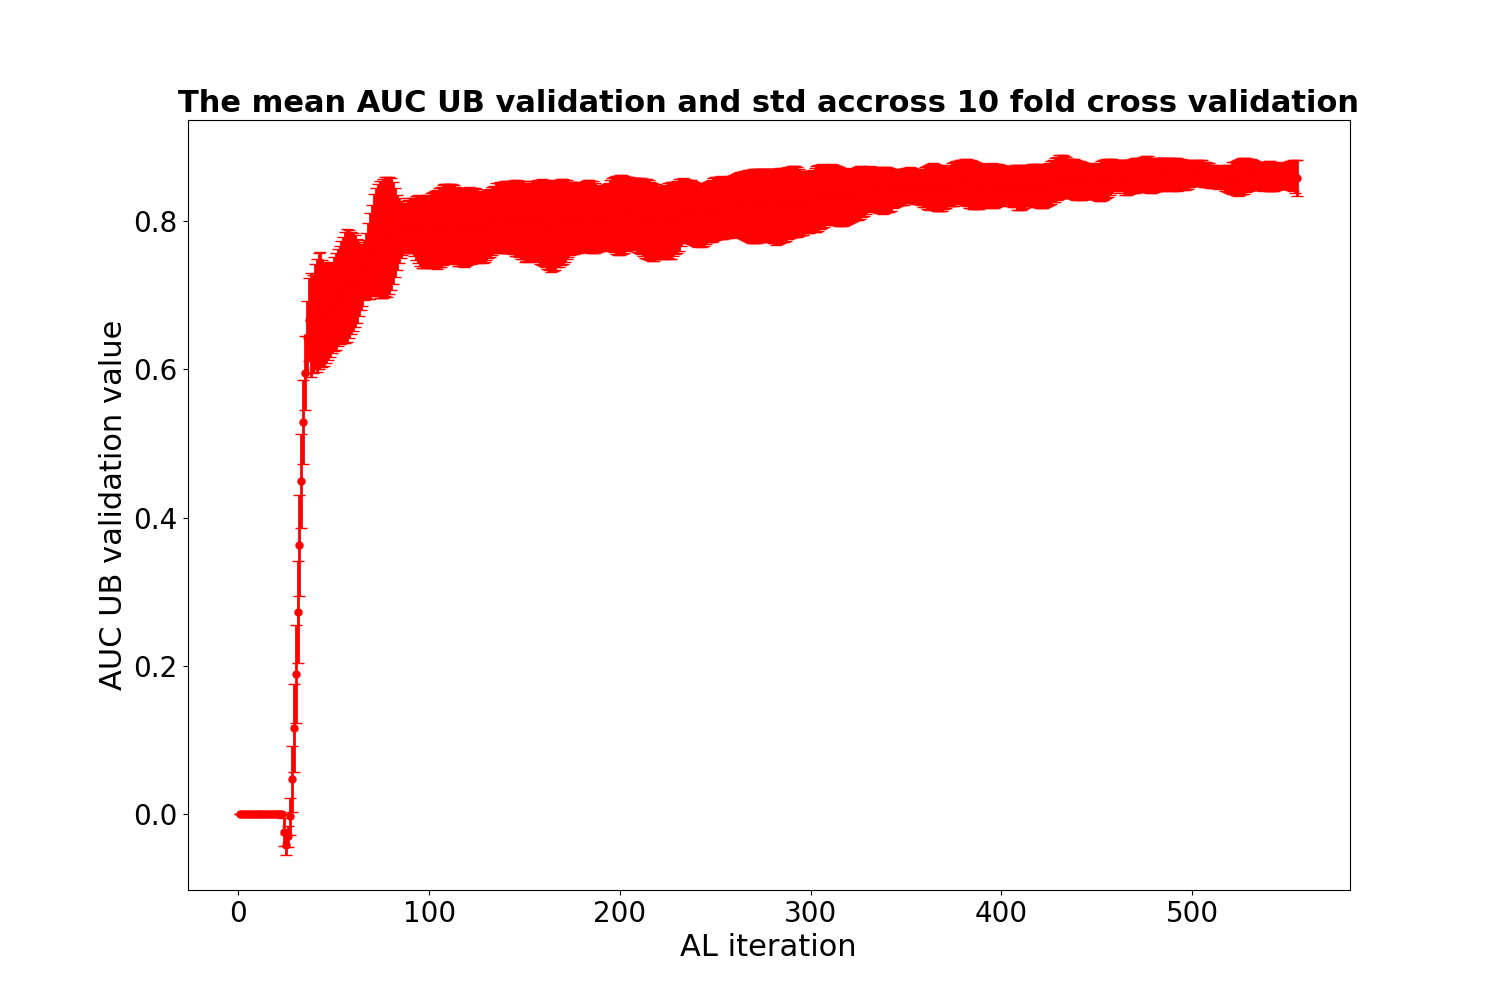 The mean AUC UB validation and std accross 10 fold cross validation
AUC UB validation value
0.8
0.6
0.4
0.2
0.0
0 100 200 300 400 500
AL iteration